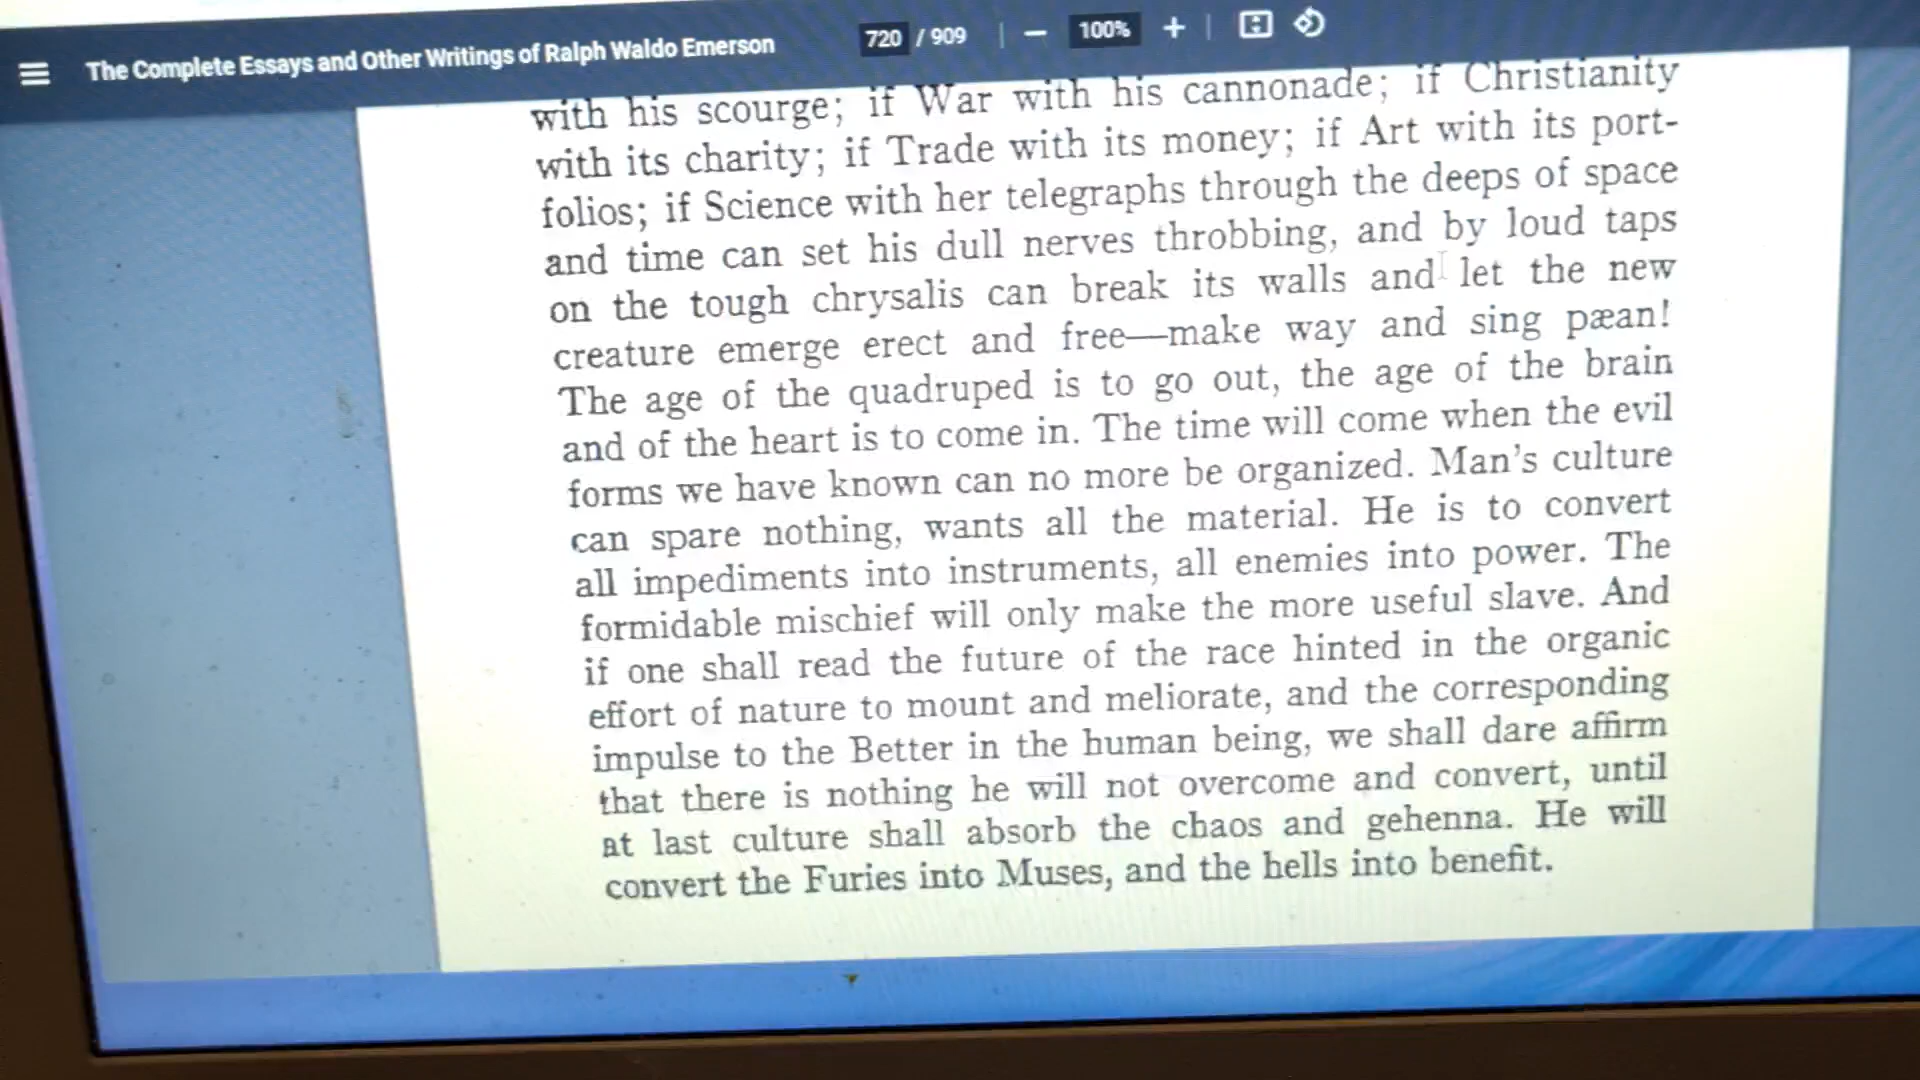 The Complete Essays and Other Writings of Ralph Waldo Emerson 720 / 909 — 100% +
with his scourge; if War with his cannonade; if Christianity
with its charity; if Trade with its money; if Art with its port-
folios; if Science with her telegraphs through the deeps of space
and time can set his dull nerves throbbing, and by loud taps
on the tough chrysalis can break its walls and let the new
creature emerge erect and free—make way and sing pæan!
The age of the quadruped is to go out, the age of the brain
and of the heart is to come in. The time will come when the evil
forms we have known can no more be organized. Man's culture
can spare nothing, wants all the material. He is to convert
all impediments into instruments, all enemies into power. The
formidable mischief will only make the more useful slave. And
if one shall read the future of the race hinted in the organic
effort of nature to mount and meliorate, and the corresponding
impulse to the Better in the human being, we shall dare affirm
that there is nothing he will not overcome and convert, until
at last culture shall absorb the chaos and gehenna. He will
convert the Furies into Muses, and the hells into benefit.